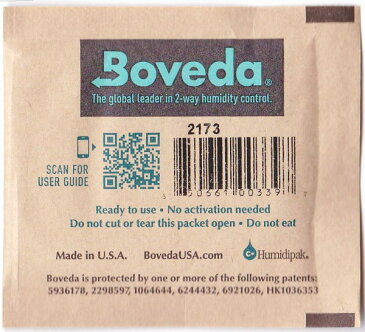 Boveda®
The global leader in 2-way humidity control.
2173
SCAN FOR
USER GUIDE
Ready to use • No activation needed
Do not cut or tear this packet open • Do not eat
Made in U.S.A. BovedaUSA.com Humidipak.
Boveda is protected by one or more of the following patents:
5936178, 2298597, 1064644, 6244432, 6921026, HK1036353